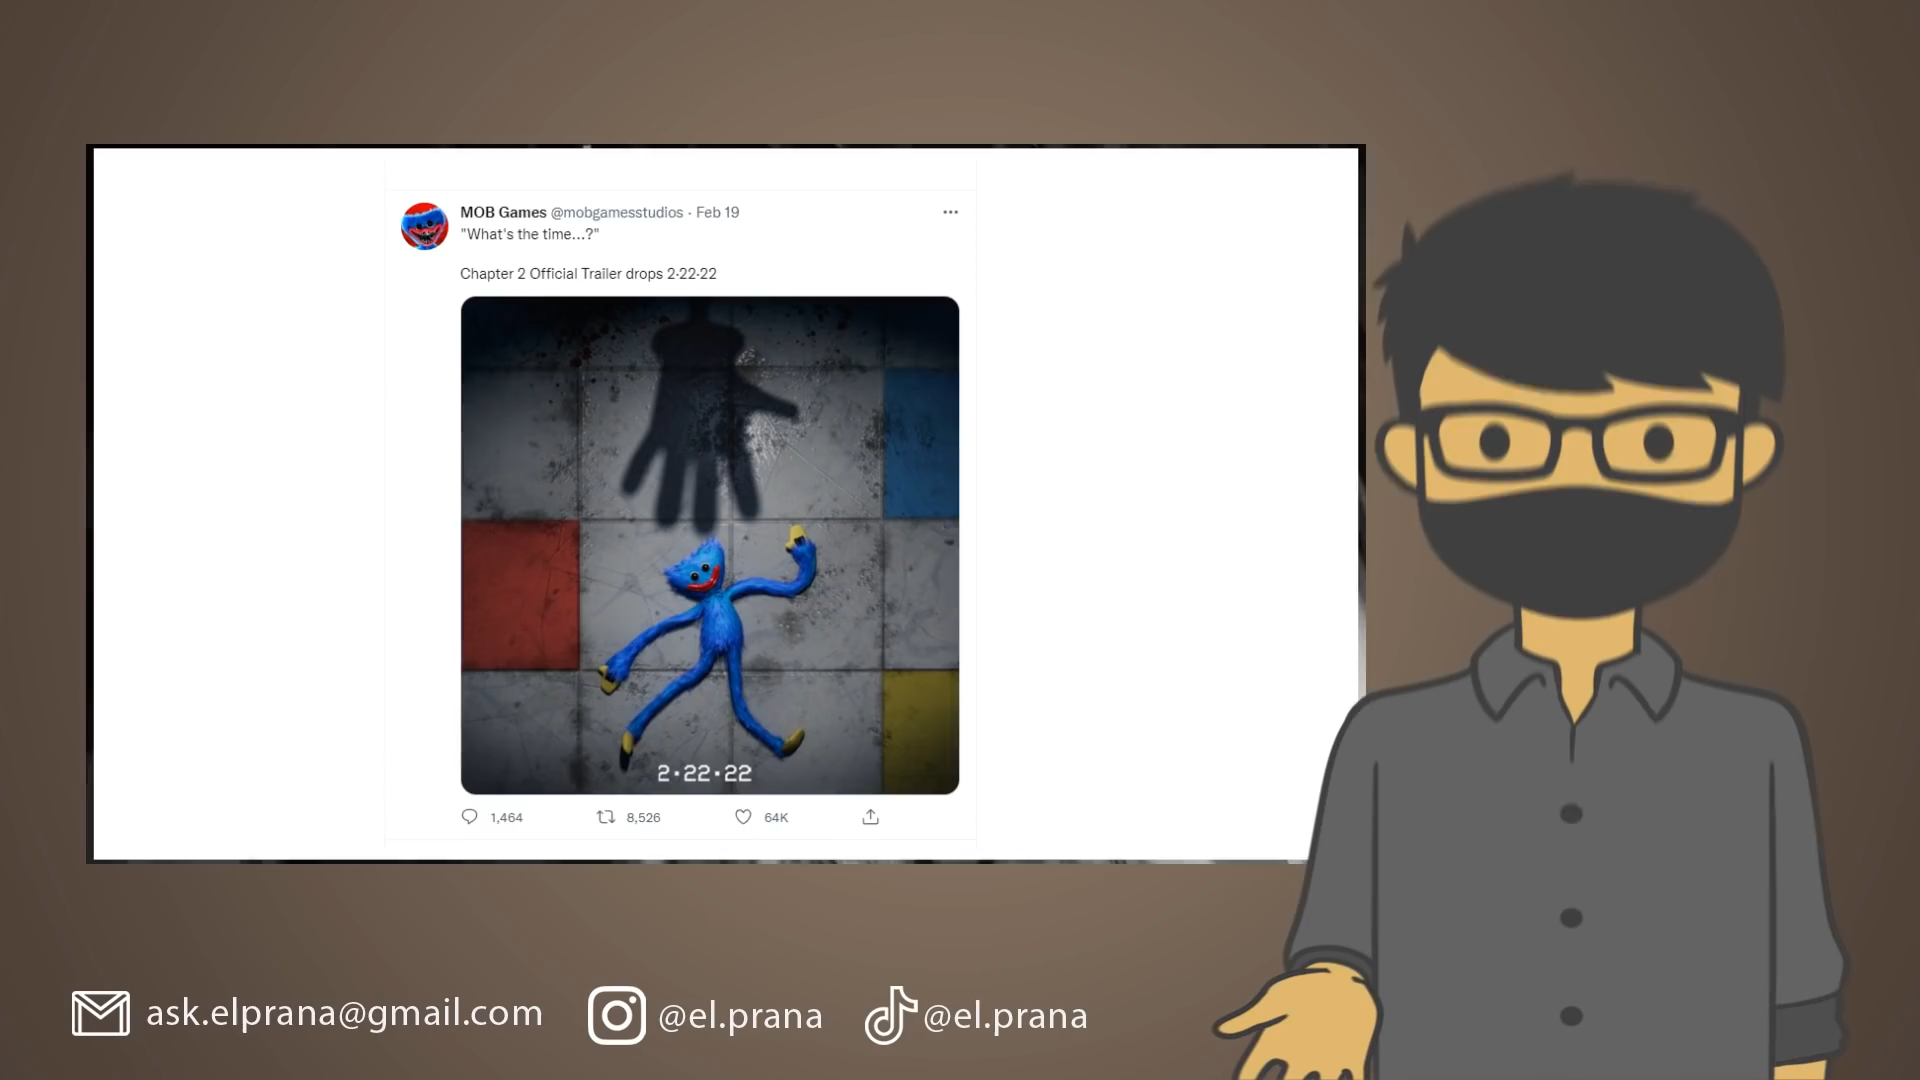 MOB Games @mobgamesstudios · Feb 19
"What's the time...?"
Chapter 2 Official Trailer drops 2·22·22
2·22·22
1,464 8,526 64K
ask.elprana@gmail.com @el.prana @el.prana